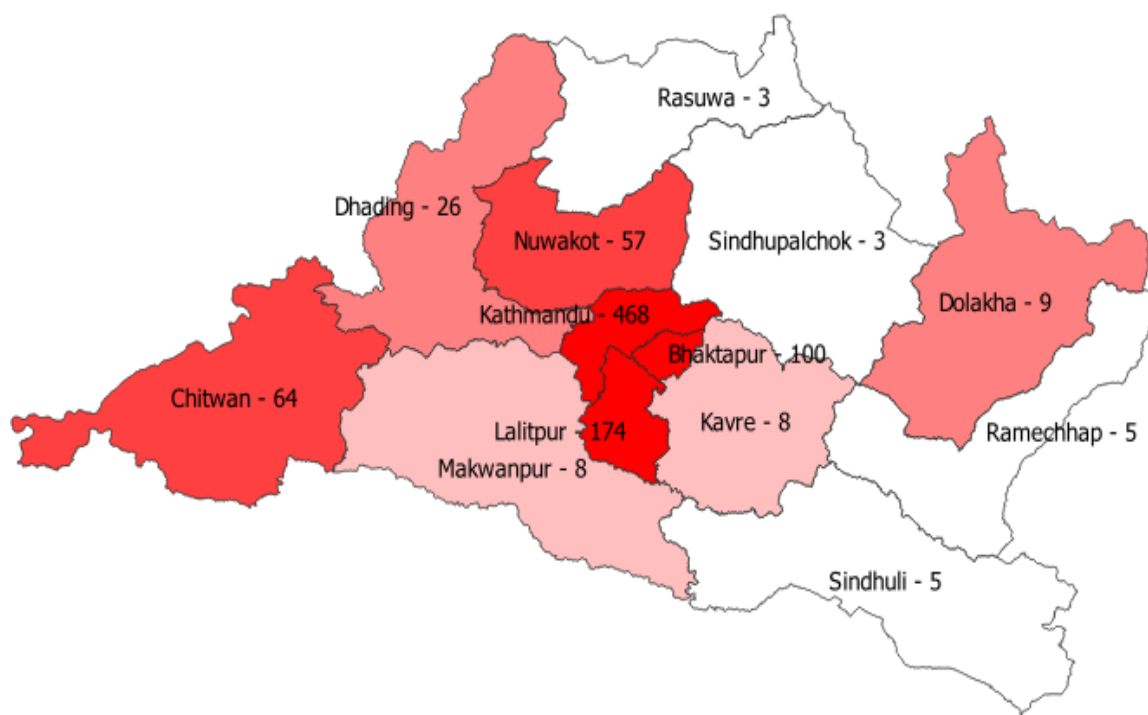 Rasuwa - 3
Dhading - 26
Nuwakot - 57
Sindhupalchok - 3
Dolakha - 9
Kathmandu - 468
Bhaktapur - 100
Chitwan - 64
Kavre - 8
Lalitpur - 174
Ramechhap - 5
Makwanpur - 8
Sindhuli - 5